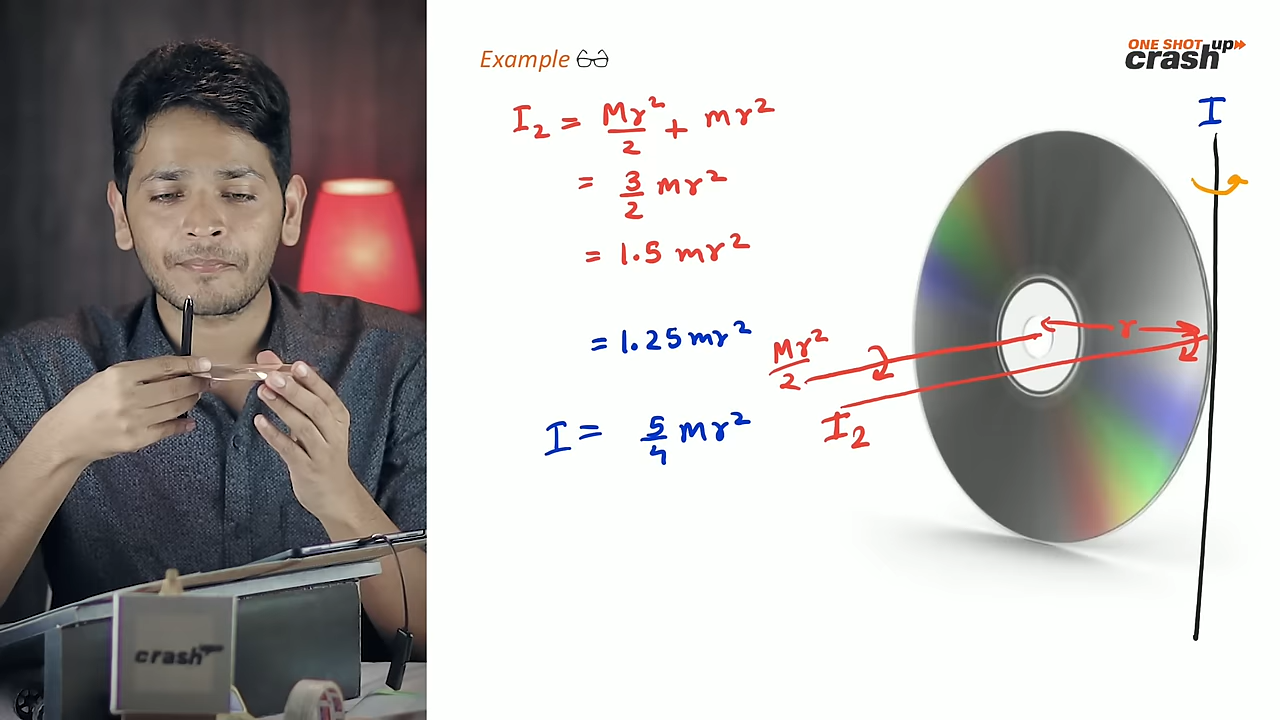 Example
ONE SHOT
crash up
I₂ = Mr²/2 + mr²
= 3/2 mr²
= 1.5 mr²
= 1.25 mr²
I = 5/4 mr²
I
r
Mr²/2
I₂
crash